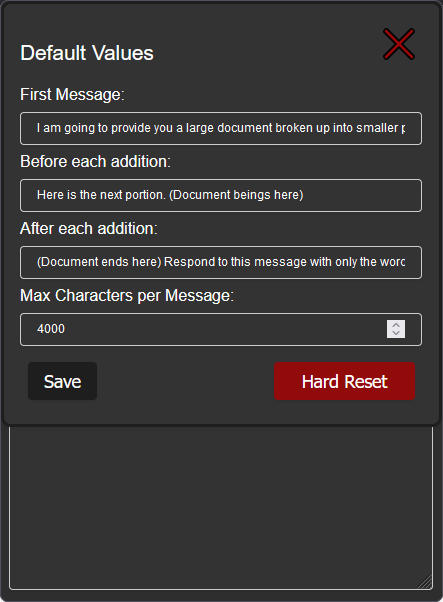 Default Values
First Message:
I am going to provide you a large document broken up into smaller
Before each addition:
Here is the next portion. (Document beings here)
After each addition:
(Document ends here) Respond to this message with only the word
Max Characters per Message:
4000
Save
Hard Reset